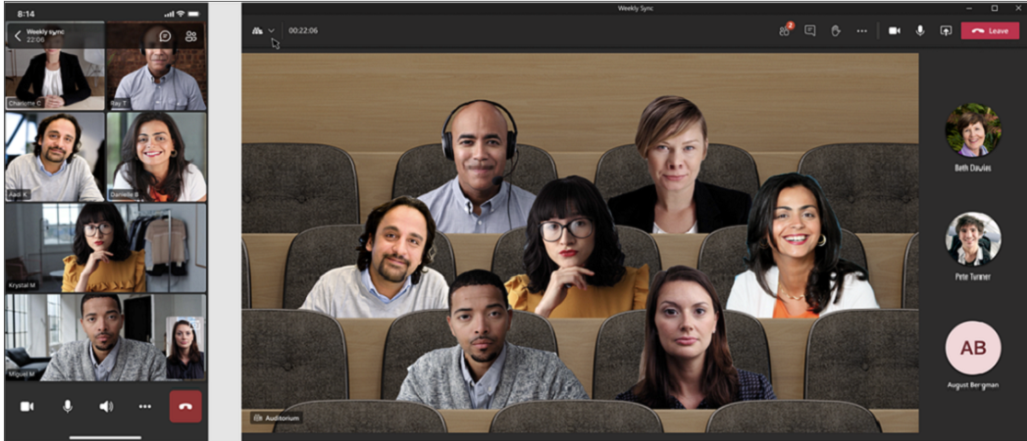 8:14
Weekly sync
22:06
Charlotte C
Ray T
Danielle B
Krystal M
Miguel M
Weekly Sync
00:22:06
2
Leave
Auditorium
Beth Davies
Pete Turner
AB
August Bergman